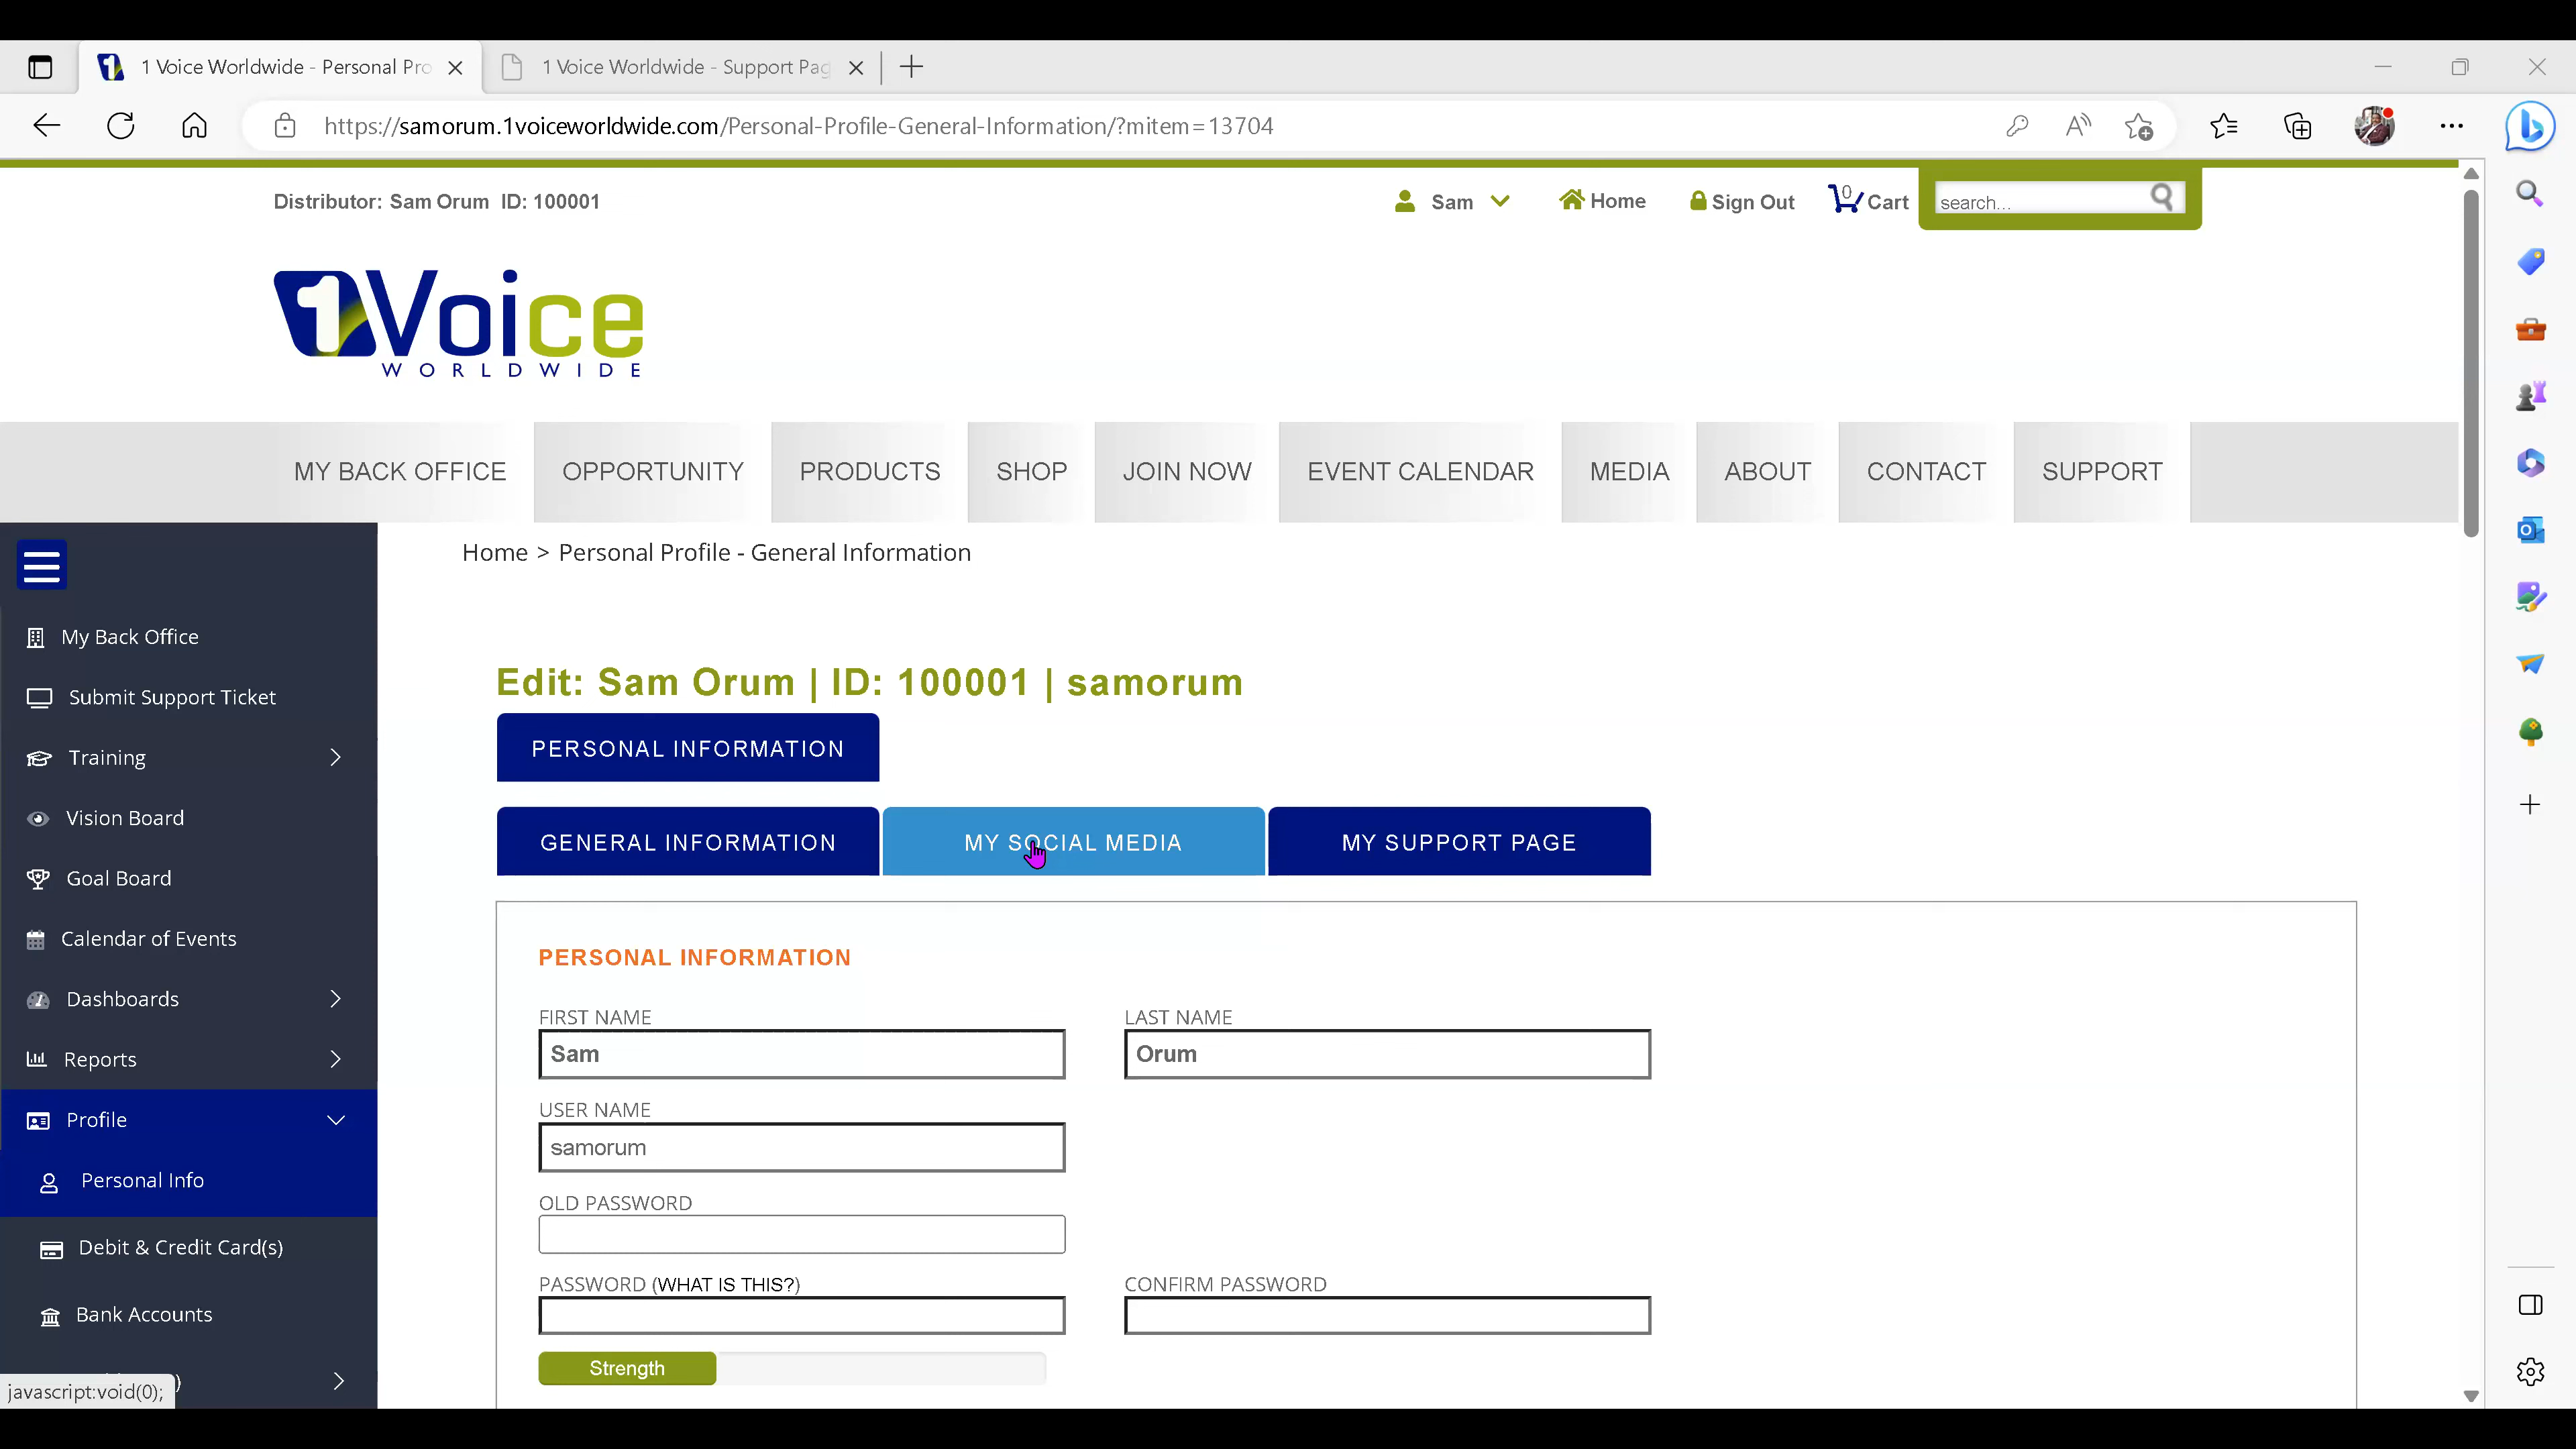 1 Voice Worldwide - Personal Pro
1 Voice Worldwide - Support Pag
https://samorum.1voiceworldwide.com/Personal-Profile-General-Information/?mitem=13704
Distributor: Sam Orum ID: 100001
Sam
Home
Sign Out
0
Cart
search...
1Voice
WORLDWIDE
MY BACK OFFICE
OPPORTUNITY
PRODUCTS
SHOP
JOIN NOW
EVENT CALENDAR
MEDIA
ABOUT
CONTACT
SUPPORT
Home > Personal Profile - General Information
My Back Office
Submit Support Ticket
Training
Vision Board
Goal Board
Calendar of Events
Dashboards
Reports
Profile
Personal Info
Debit & Credit Card(s)
Bank Accounts
javascript:void(0);
Edit: Sam Orum | ID: 100001 | samorum
PERSONAL INFORMATION
GENERAL INFORMATION
MY SOCIAL MEDIA
MY SUPPORT PAGE
PERSONAL INFORMATION
FIRST NAME
LAST NAME
Sam
Orum
USER NAME
samorum
OLD PASSWORD
PASSWORD (WHAT IS THIS?)
CONFIRM PASSWORD
Strength